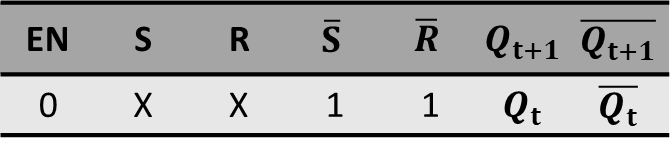 EN S R S̅ R̅ Qt+1 Q̅t̅+̅1̅
0 X X 1 1 Qt Q̅t̅